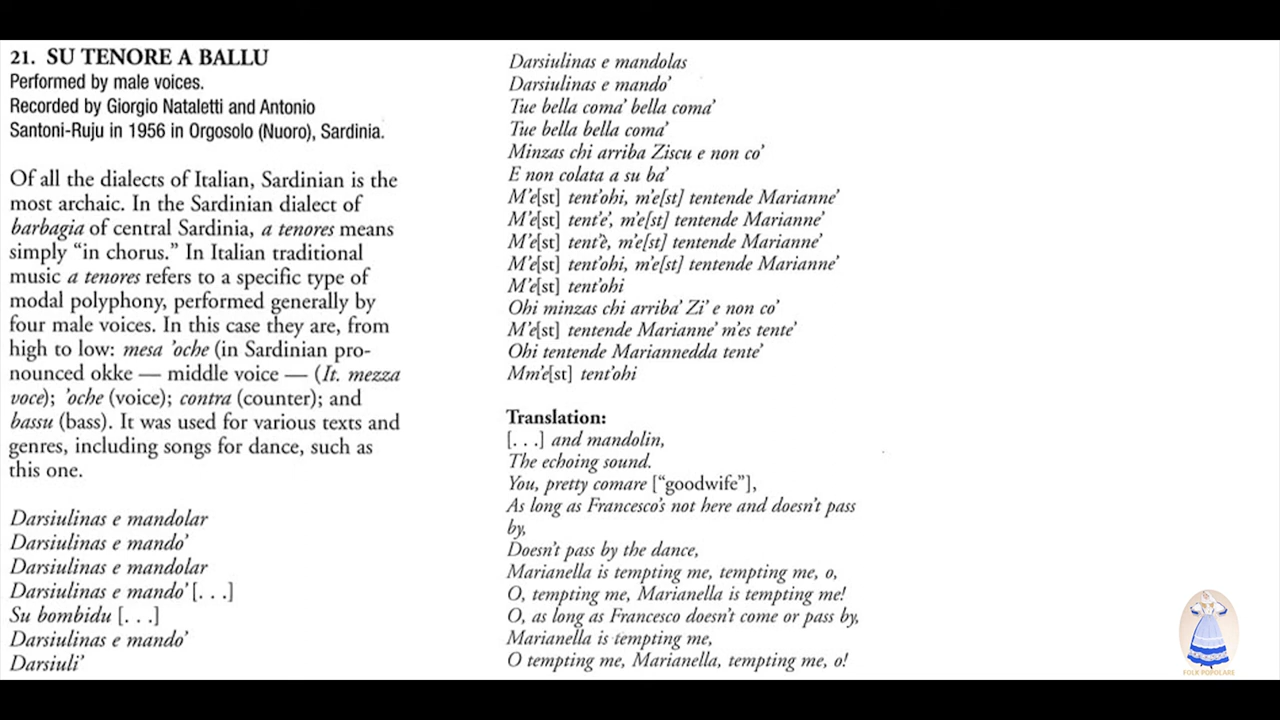 21. SU TENORE A BALLU
Performed by male voices.
Recorded by Giorgio Nataletti and Antonio
Santoni-Ruju in 1956 in Orgosolo (Nuoro), Sardinia.
Of all the dialects of Italian, Sardinian is the
most archaic. In the Sardinian dialect of
barbagia of central Sardinia, a tenores means
simply “in chorus.” In Italian traditional
music a tenores refers to a specific type of
modal polyphony, performed generally by
four male voices. In this case they are, from
high to low: mesa ’oche (in Sardinian pro-
nounced okke — middle voice — (It. mezza
voce); ’oche (voice); contra (counter); and
bassu (bass). It was used for various texts and
genres, including songs for dance, such as
this one.
Darsiulinas e mandolar
Darsiulinas e mando’
Darsiulinas e mandolar
Darsiulinas e mando’ [. . .]
Su bombidu [. . .]
Darsiulinas e mando’
Darsiuli’
Darsiulinas e mandolas
Darsiulinas e mando’
Tue bella coma’ bella coma’
Tue bella bella coma’
Minzas chi arriba Ziscu e non co’
E non colata a su ba’
M’e[st] tent’ohi, m’e[st] tentende Marianne’
M’e[st] tent’e’, m’e[st] tentende Marianne’
M’e[st] tent’è, m’e[st] tentende Marianne’
M’e[st] tent’ohi, m’e[st] tentende Marianne’
M’e[st] tent’ohi
Ohi minzas chi arriba’ Zi’ e non co’
M’e[st] tentende Marianne’ m’es tente’
Ohi tentende Mariannedda tente’
Mm’e[st] tent’ohi
Translation:
[. . .] and mandolin,
The echoing sound.
You, pretty comare [“goodwife”],
As long as Francesco’s not here and doesn’t pass
by,
Doesn’t pass by the dance,
Marianella is tempting me, tempting me, o,
O, tempting me, Marianella is tempting me!
O, as long as Francesco doesn’t come or pass by,
Marianella is tempting me,
O tempting me, Marianella, tempting me, o!
FOLK POPOLARE